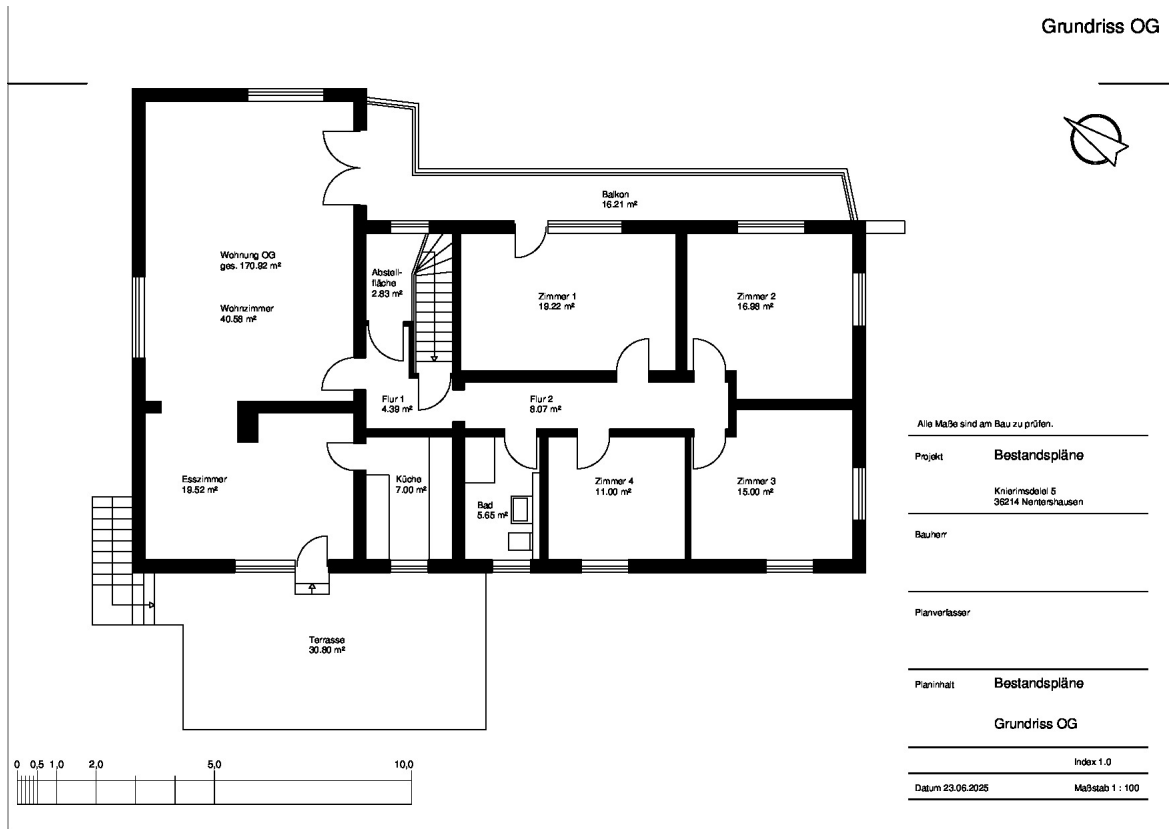 Grundriss OG
Balkon
16.21 m²
Wohnung OG
ges. 170.92 m²
Wohnzimmer
40.58 m²
Abstell-
fläche
2.83 m²
Zimmer 1
19.22 m²
Zimmer 2
16.98 m²
Flur 1
4.39 m²
Flur 2
8.07 m²
Esszimmer
19.52 m²
Küche
7.00 m²
Bad
5.65 m²
Zimmer 4
11.00 m²
Zimmer 3
15.00 m²
Terrasse
30.80 m²
0 0,5 1,0 2,0 5,0 10,0
Alle Maße sind am Bau zu prüfen.
Projekt Bestandspläne
Knierimsdelel 5
36214 Nentershausen
Bauherr
Planverfasser
Planinhalt Bestandspläne
Grundriss OG
Index 1.0
Datum 23.06.2025 Maßstab 1 : 100